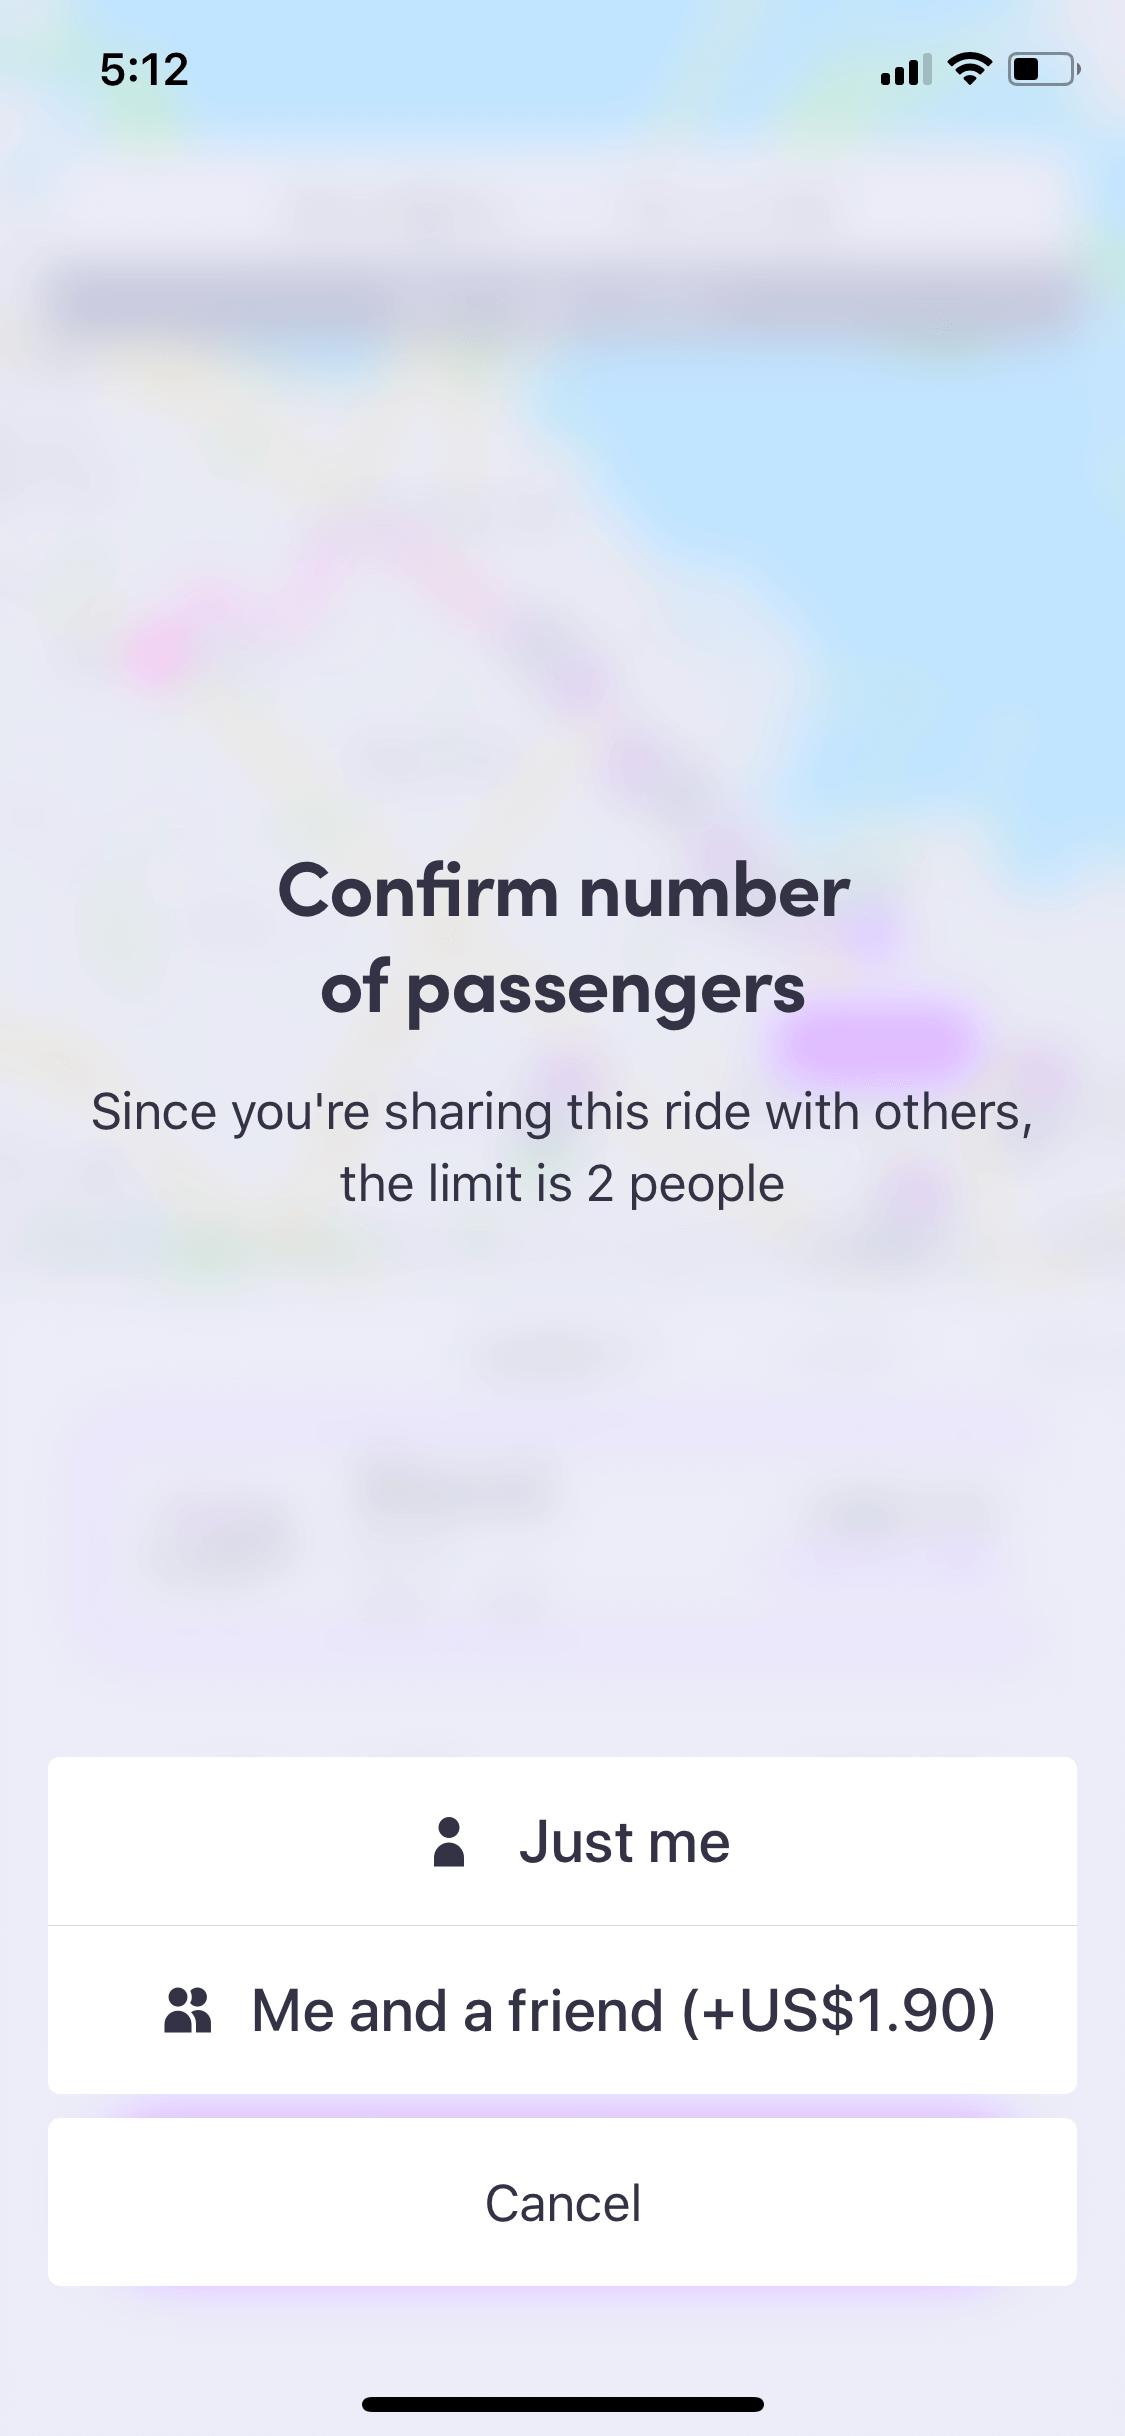 5:12
Confirm number
of passengers
Since you're sharing this ride with others,
the limit is 2 people
Just me
Me and a friend (+US$1.90)
Cancel